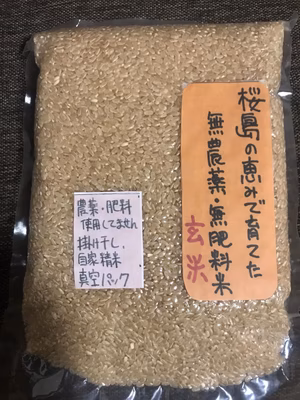 桜島の恵みで育てた
無農薬・無肥料米
玄米
農薬・肥料
使用してません
掛け干し、
自家精米
真空パック